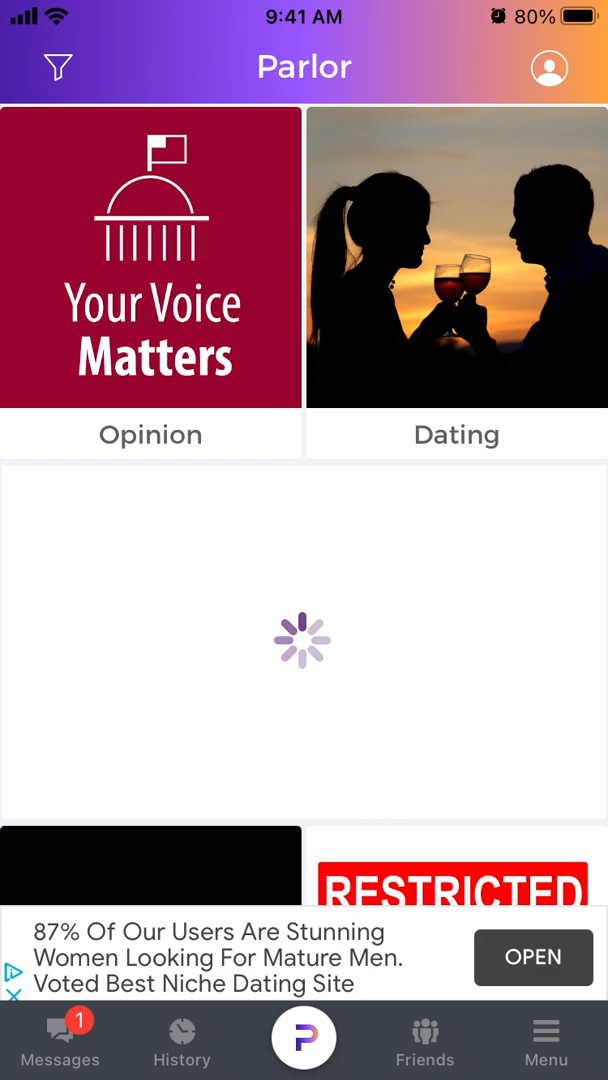 9:41 AM
80%
Parlor
Your Voice
Matters
Opinion
Dating
RESTRICTED
87% Of Our Users Are Stunning
Women Looking For Mature Men.
Voted Best Niche Dating Site
OPEN
1
P
Messages
History
Friends
Menu